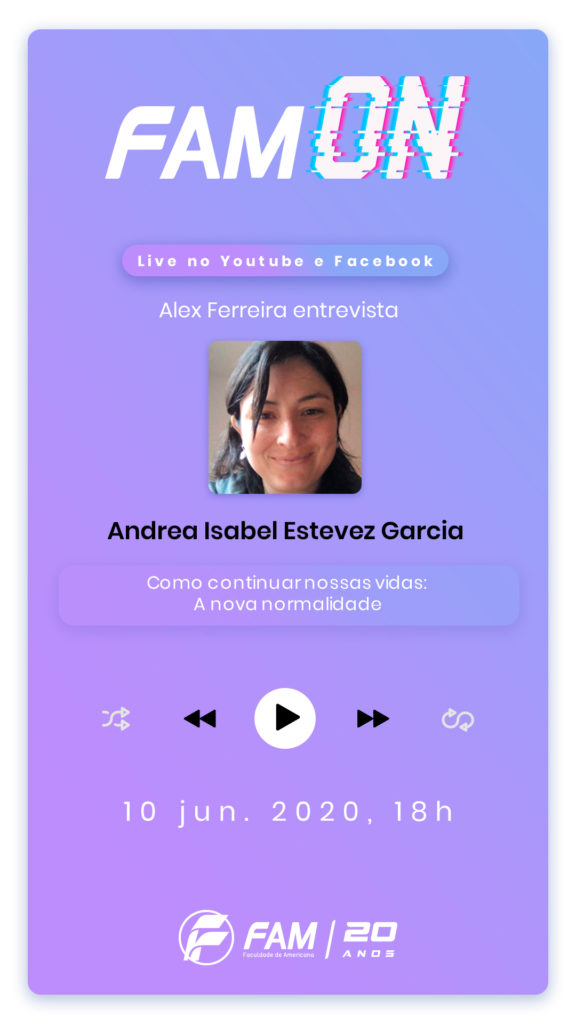 FAM ON
Live no Youtube e Facebook
Alex Ferreira entrevista
Andrea Isabel Estevez Garcia
Como continuar nossas vidas:
A nova normalidade
10 jun. 2020, 18h
FAM 20
Faculdade de Americana ANOS